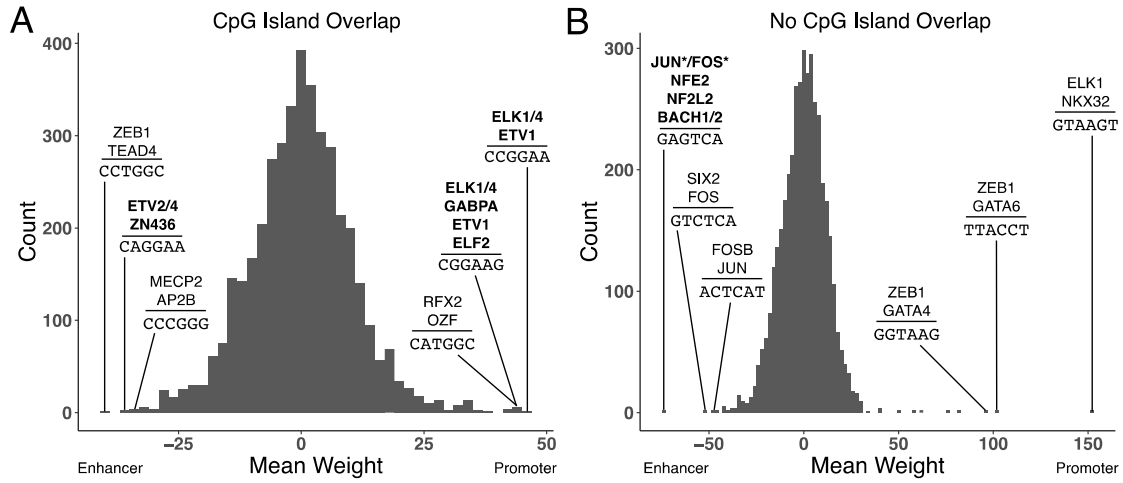 A
CpG Island Overlap
Count
400
300
200
100
0
ZEB1
TEAD4
CCTGGC
ETV2/4
ZN436
CAGGAA
MECP2
AP2B
CCCGGG
ELK1/4
ETV1
CCGGAA
ELK1/4
GABPA
ETV1
ELF2
CGGAAG
RFX2
OZF
CATGGC
−25
0
25
50
Enhancer
Mean Weight
Promoter
B
No CpG Island Overlap
Count
300
200
100
0
JUN*/FOS*
NFE2
NF2L2
BACH1/2
GAGTCA
SIX2
FOS
GTCTCA
FOSB
JUN
ACTCAT
ELK1
NKX32
GTAAGT
ZEB1
GATA6
TTACCT
ZEB1
GATA4
GGTAAG
−50
0
50
100
150
Enhancer
Mean Weight
Promoter